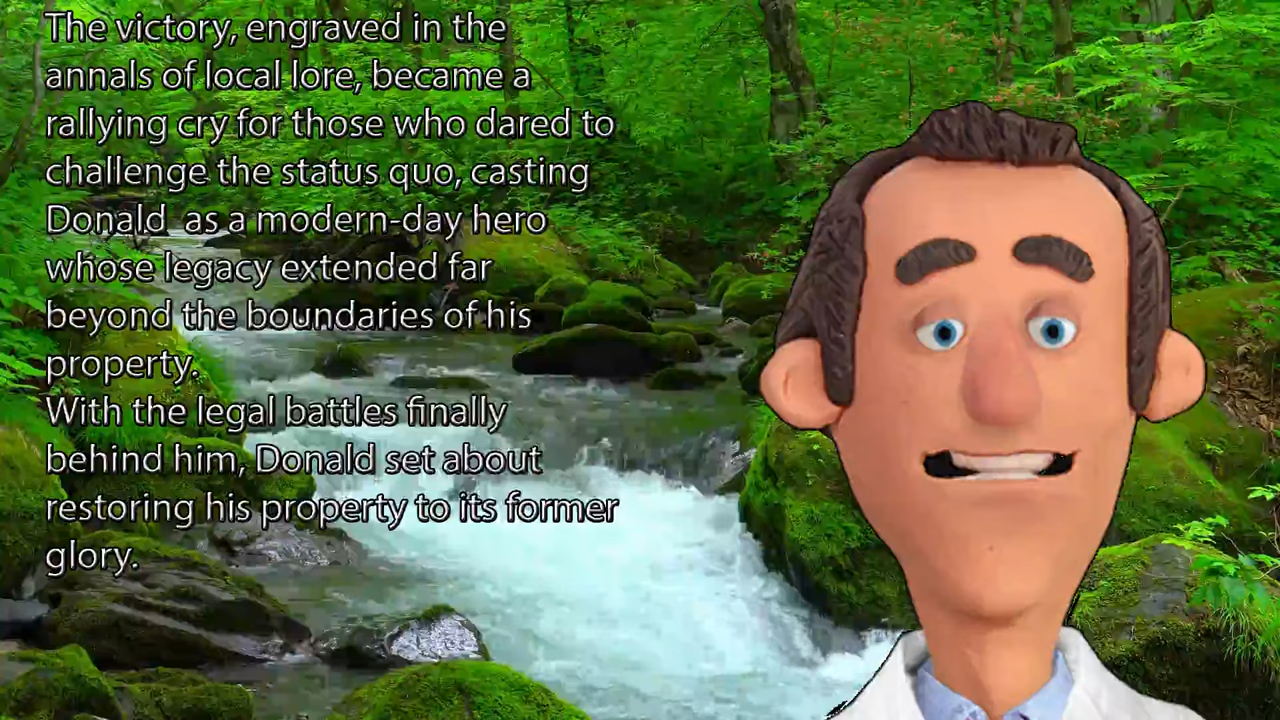 The victory, engraved in the
annals of local lore, became a
rallying cry for those who dared to
challenge the status quo, casting
Donald  as a modern-day hero
whose legacy extended far
beyond the boundaries of his
property.
With the legal battles finally
behind him, Donald set about
restoring his property to its former
glory.